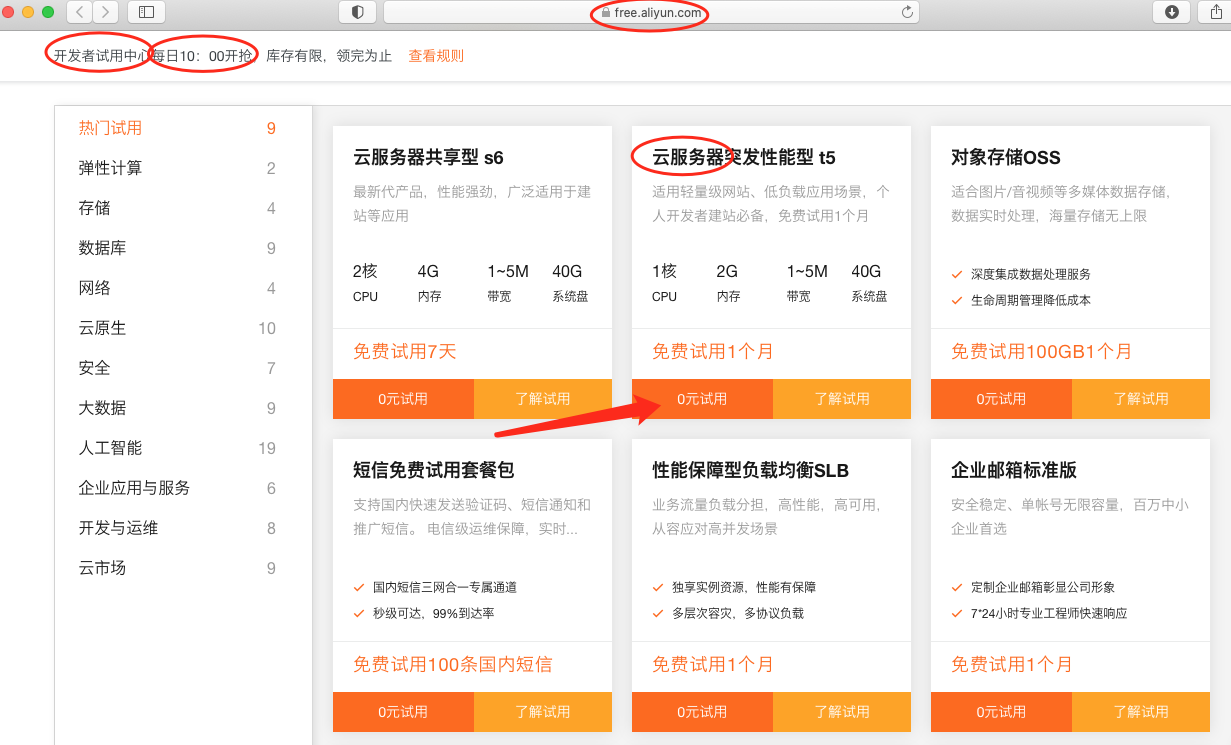 free.aliyun.com
开发者试用中心 每日10：00开抢，库存有限，领完为止 查看规则
热门试用 9
弹性计算 2
存储 4
数据库 9
网络 4
云原生 10
安全 7
大数据 9
人工智能 19
企业应用与服务 6
开发与运维 8
云市场 9
云服务器共享型 s6
最新代产品，性能强劲，广泛适用于建
站等应用
2核 4G 1~5M 40G
CPU 内存 带宽 系统盘
免费试用7天
0元试用 了解试用
云服务器突发性能型 t5
适用轻量级网站、低负载应用场景，个
人开发者建站必备，免费试用1个月
1核 2G 1~5M 40G
CPU 内存 带宽 系统盘
免费试用1个月
0元试用 了解试用
对象存储OSS
适合图片/音视频等多媒体数据存储，
数据实时处理，海量存储无上限
深度集成数据处理服务
生命周期管理降低成本
免费试用100GB1个月
0元试用 了解试用
短信免费试用套餐包
支持国内快速发送验证码、短信通知和
推广短信。 电信级运维保障，实时...
国内短信三网合一专属通道
秒级可达，99%到达率
免费试用100条国内短信
0元试用 了解试用
性能保障型负载均衡SLB
业务流量负载分担，高性能，高可用，
从容应对高并发场景
独享实例资源，性能有保障
多层次容灾，多协议负载
免费试用1个月
0元试用 了解试用
企业邮箱标准版
安全稳定、单帐号无限容量，百万中小
企业首选
定制企业邮箱彰显公司形象
7*24小时专业工程师快速响应
免费试用1个月
0元试用 了解试用